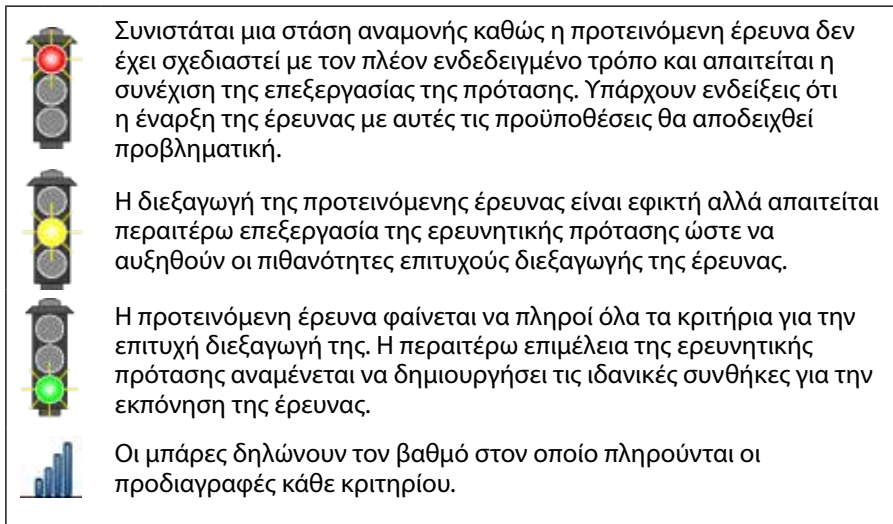 Συνιστάται μια στάση αναμονής καθώς η προτεινόμενη έρευνα δεν
έχει σχεδιαστεί με τον πλέον ενδεδειγμένο τρόπο και απαιτείται η
συνέχιση της επεξεργασίας της πρότασης. Υπάρχουν ενδείξεις ότι
η έναρξη της έρευνας με αυτές τις προϋποθέσεις θα αποδειχθεί
προβληματική.
Η διεξαγωγή της προτεινόμενης έρευνας είναι εφικτή αλλά απαιτείται
περαιτέρω επεξεργασία της ερευνητικής πρότασης ώστε να
αυξηθούν οι πιθανότητες επιτυχούς διεξαγωγής της έρευνας.
Η προτεινόμενη έρευνα φαίνεται να πληροί όλα τα κριτήρια για την
επιτυχή διεξαγωγή της. Η περαιτέρω επιμέλεια της ερευνητικής
πρότασης αναμένεται να δημιουργήσει τις ιδανικές συνθήκες για την
εκπόνηση της έρευνας.
Οι μπάρες δηλώνουν τον βαθμό στον οποίο πληρούνται οι
προδιαγραφές κάθε κριτηρίου.